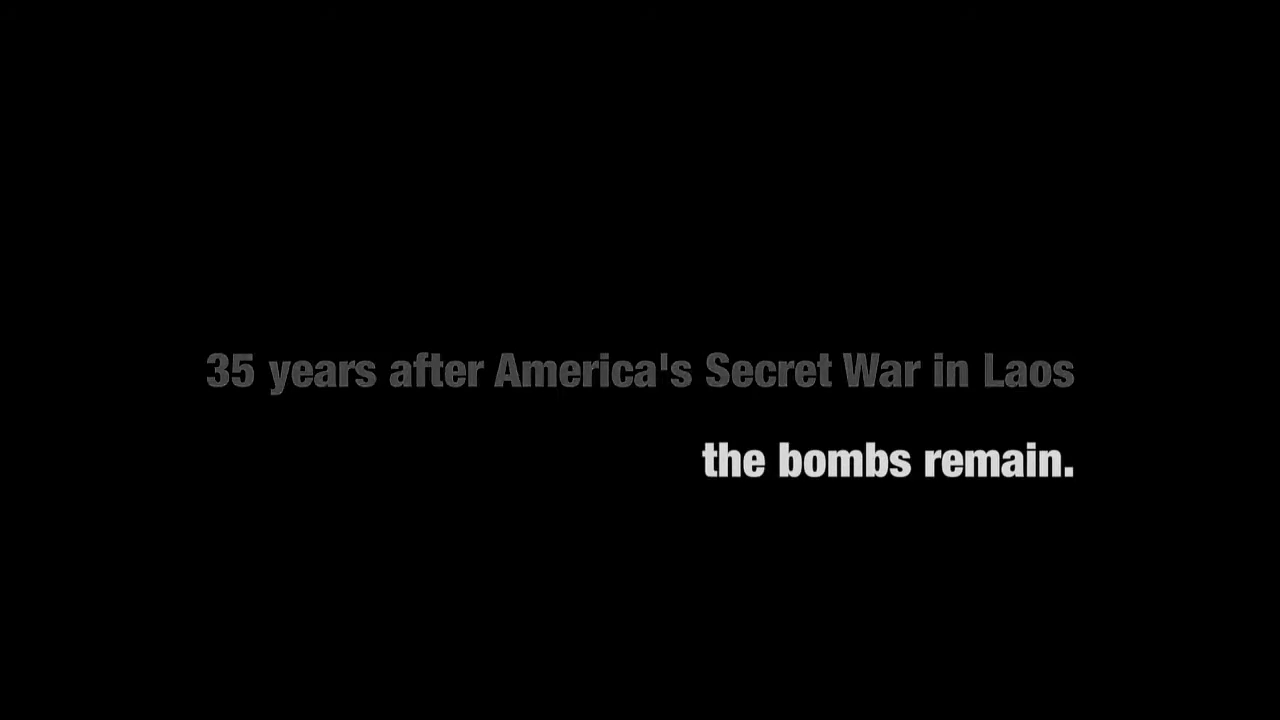 35 years after America's Secret War in Laos
the bombs remain.